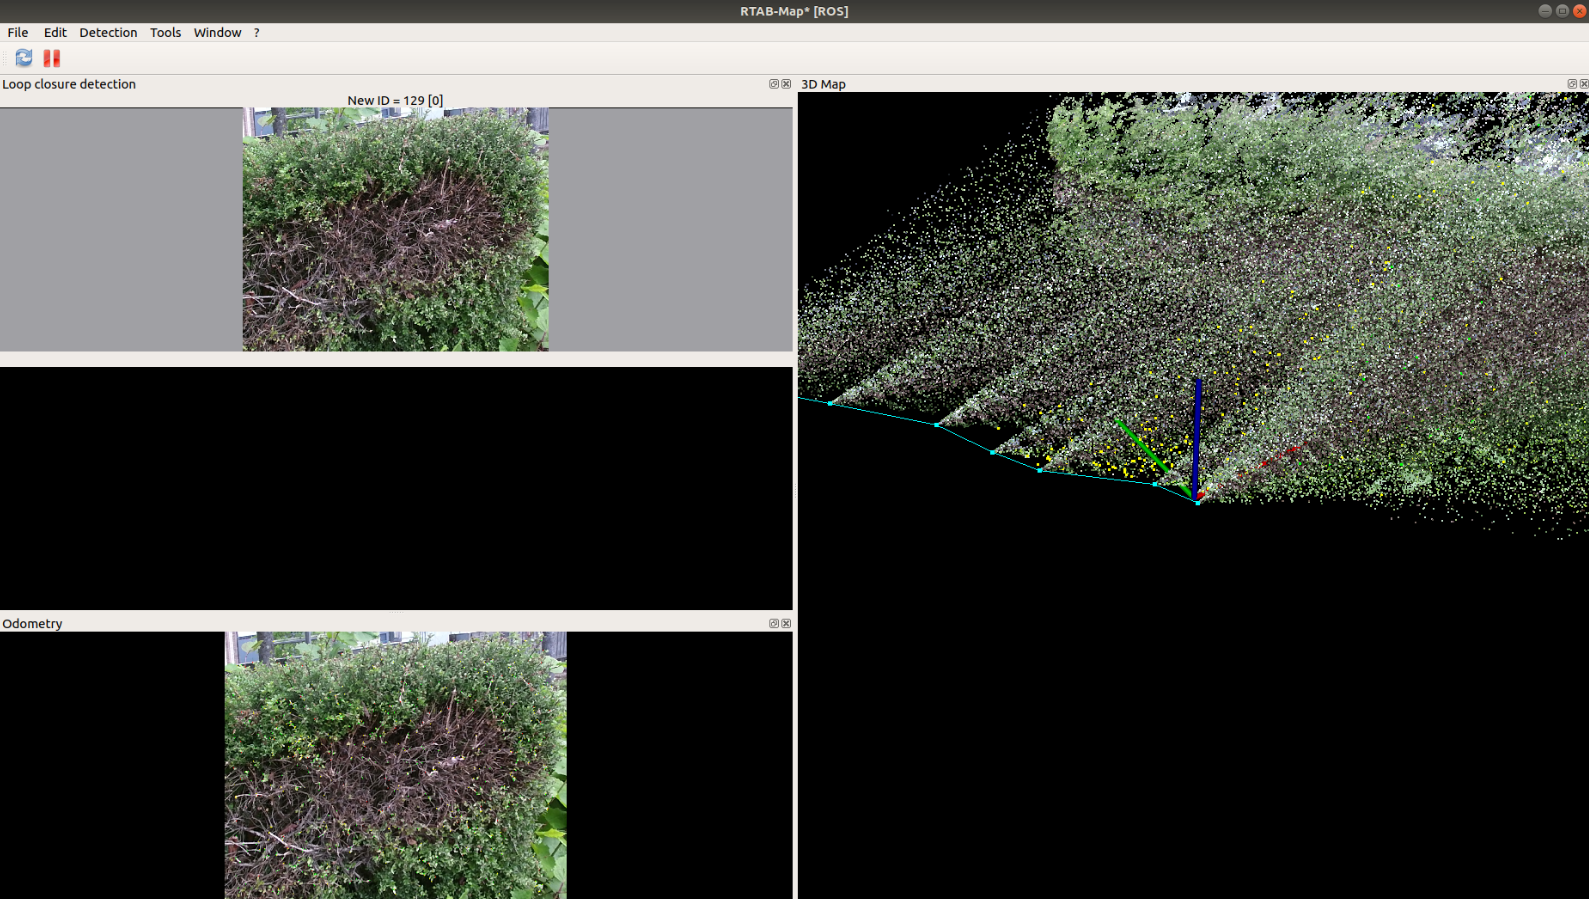 RTAB-Map* [ROS]
File Edit Detection Tools Window ?
Loop closure detection
New ID = 129 [0]
3D Map
Odometry